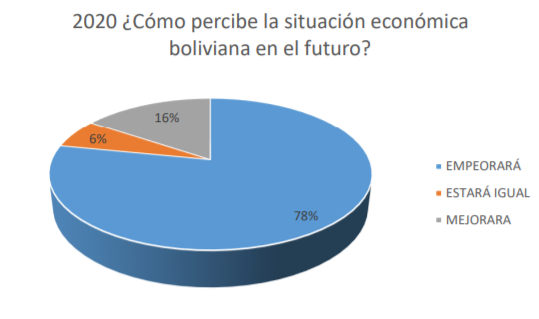 2020 ¿Cómo percibe la situación económica
boliviana en el futuro?
16%
6%
78%
EMPEORARÁ
ESTARÁ IGUAL
MEJORARA